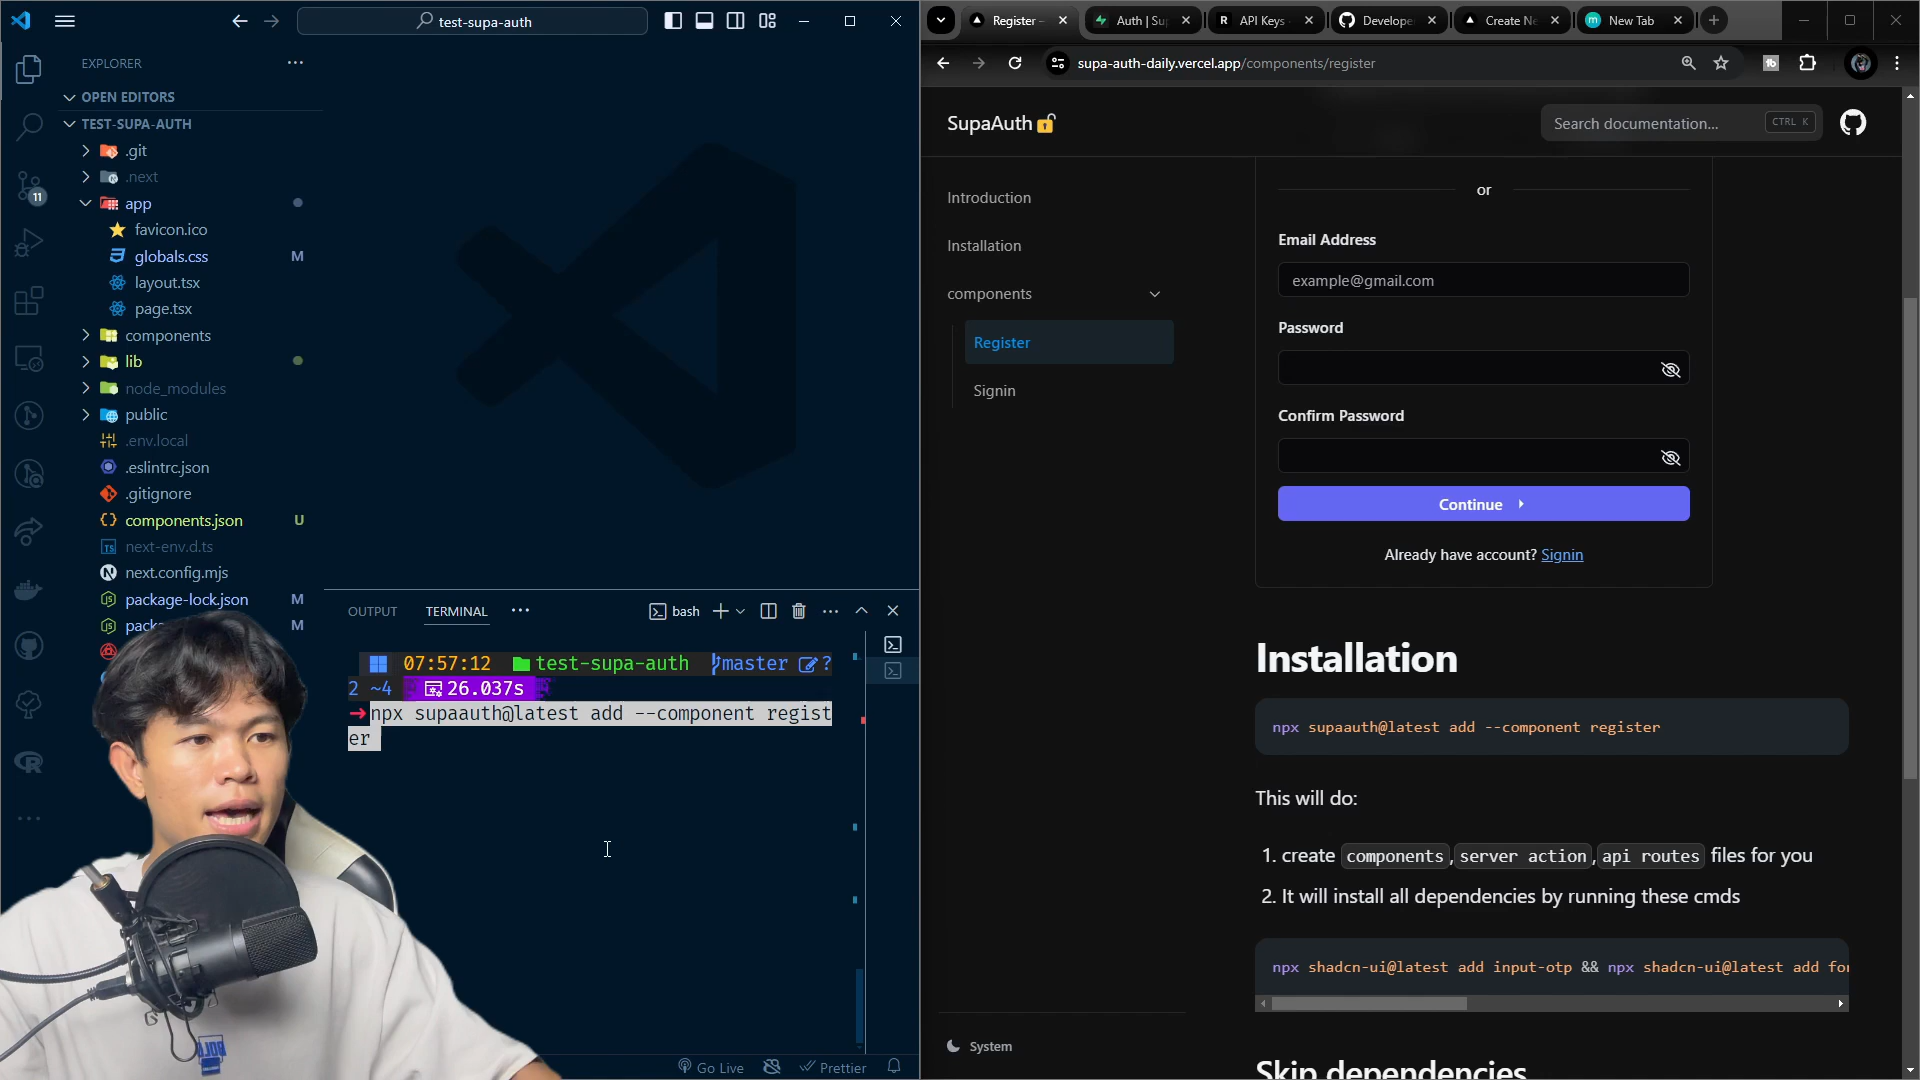 test-supa-auth
EXPLORER
OPEN EDITORS
TEST-SUPA-AUTH
.git
.next
app
favicon.ico
globals.css M
layout.tsx
page.tsx
components
lib
node_modules
public
.env.local
.eslintrc.json
.gitignore
components.json U
next-env.d.ts
next.config.mjs
package-lock.json M
M
11
OUTPUT TERMINAL bash
07:57:12 test-supa-auth master ?
2 ~4 26.037s
npx supaauth@latest add --component regist
er
Go Live Prettier
Register Auth | Su API Keys Develope Create Ne New Tab
supa-auth-daily.vercel.app/components/register
SupaAuth
Search documentation... CTRL K
Introduction
Installation
components
Register
Signin
System
or
Email Address
example@gmail.com
Password
Confirm Password
Continue
Already have account? Signin
Installation
npx supaauth@latest add --component register
This will do:
1. create components,server action,api routes files for you
2. It will install all dependencies by running these cmds
npx shadcn-ui@latest add input-otp && npx shadcn-ui@latest add for
Skip dependencies